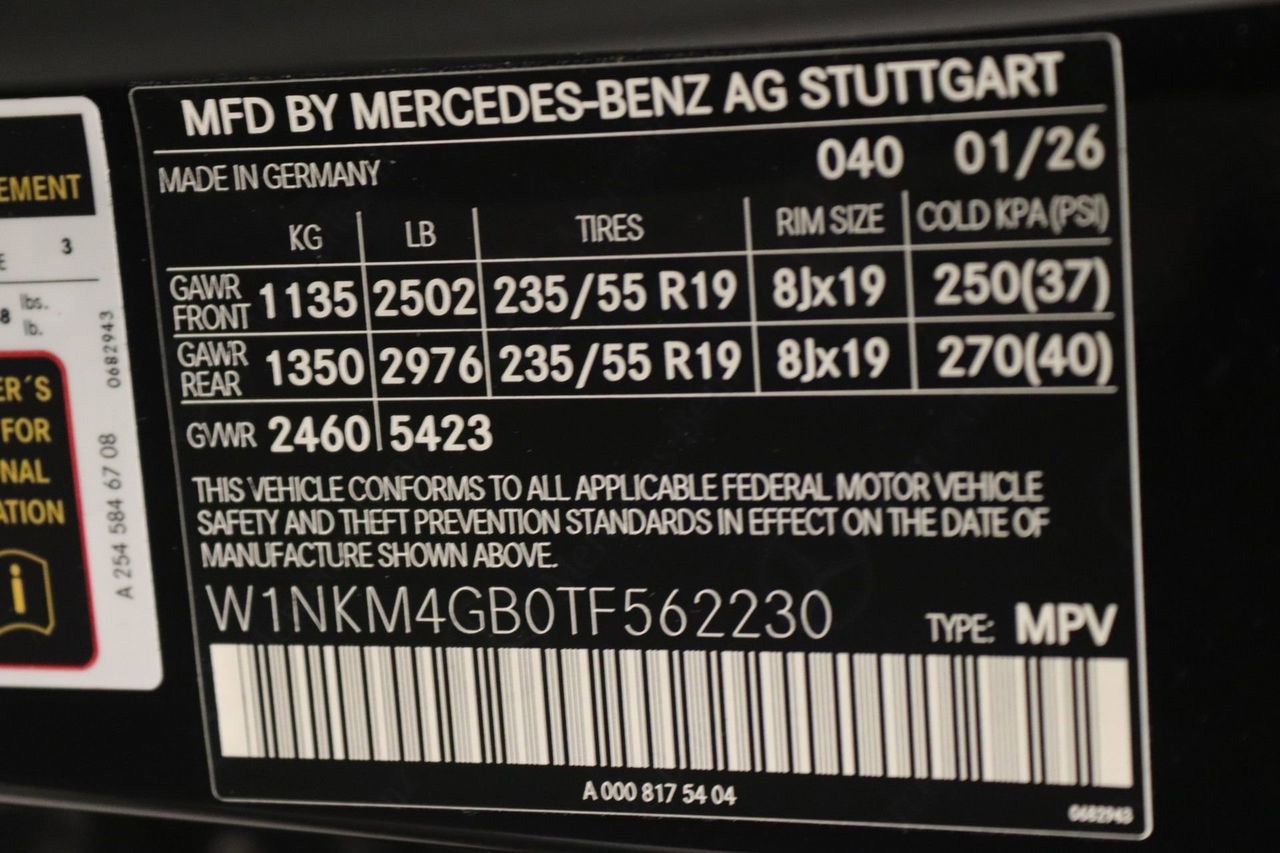 MFD BY MERCEDES-BENZ AG STUTTGART
MADE IN GERMANY 040 01/26
KG LB TIRES RIM SIZE COLD KPA(PSI)
GAWR FRONT 1135 2502 235/55 R19 8Jx19 250(37)
GAWR REAR 1350 2976 235/55 R19 8Jx19 270(40)
GVWR 2460 5423
THIS VEHICLE CONFORMS TO ALL APPLICABLE FEDERAL MOTOR VEHICLE
SAFETY AND THEFT PREVENTION STANDARDS IN EFFECT ON THE DATE OF
MANUFACTURE SHOWN ABOVE.
W1NKM4GB0TF562230 TYPE: MPV
A 000 817 54 04
0682943
EMENT
E 3
8 lbs.
lb.
ER´S
FOR
NAL
ATION
i
A 254 584 67 08 0682943